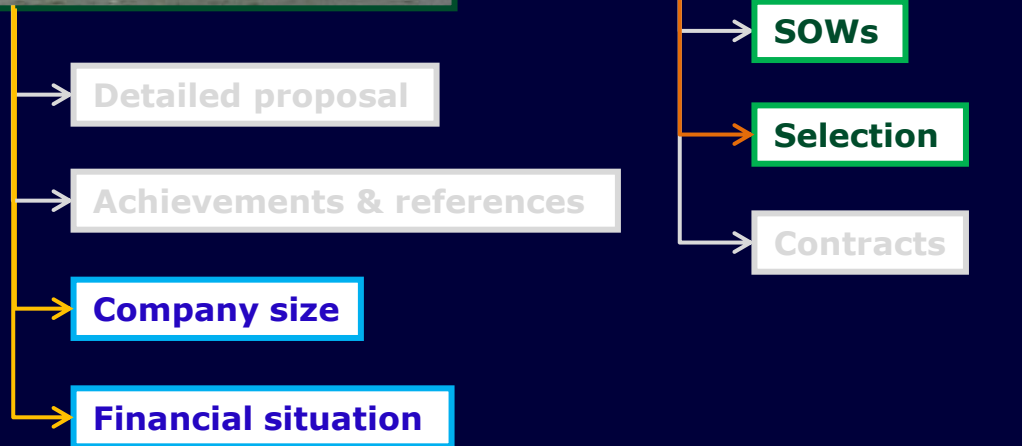 Detailed proposal
Achievements & references
Company size
Financial situation
SOWs
Selection
Contracts